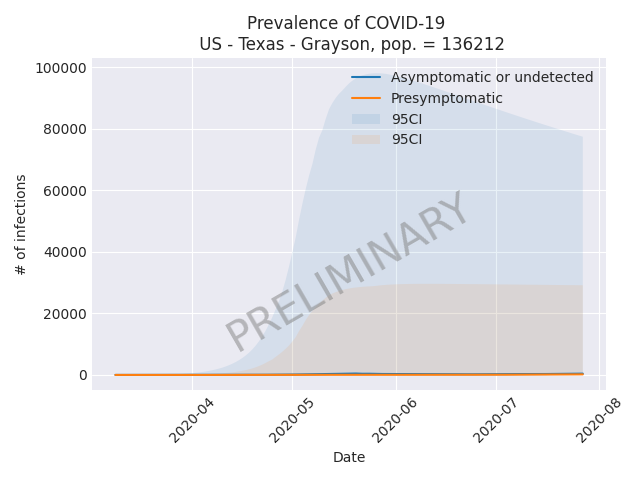 Prevalence of COVID-19
US - Texas - Grayson, pop. = 136212
Asymptomatic or undetected
Presymptomatic
95CI
95CI
100000
80000
60000
40000
20000
0
# of infections
PRELIMINARY
2020-04
2020-05
2020-06
2020-07
2020-08
Date